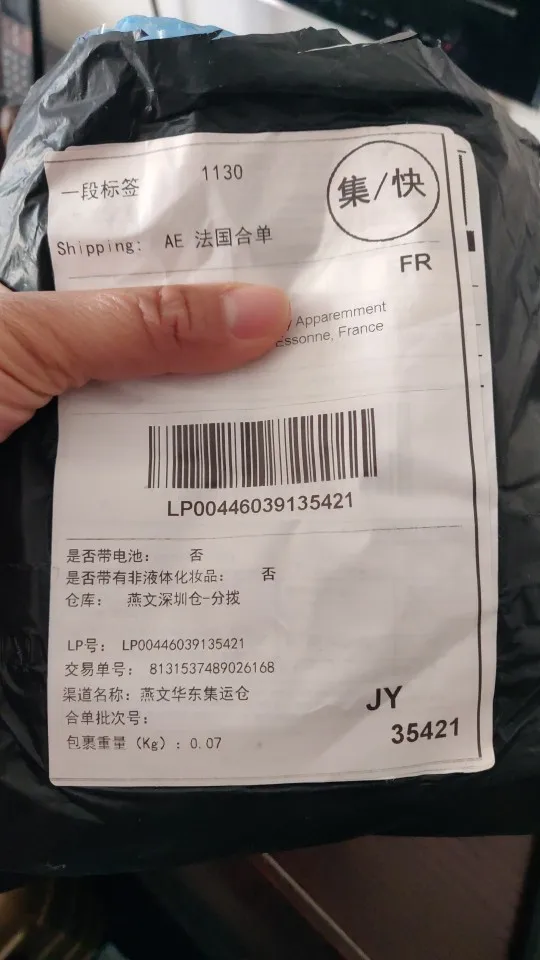 一段标签
1130
集/快
Shipping: AE 法国合单
FR
Apparemment
Essonne, France
LP00446039135421
是否带电池: 否
是否带有非液体化妆品: 否
仓库: 燕文深圳仓-分拨
LP号: LP00446039135421
交易单号: 8131537489026168
渠道名称: 燕文华东集运仓
合单批次号:
包裹重量 (Kg) : 0.07
JY
35421